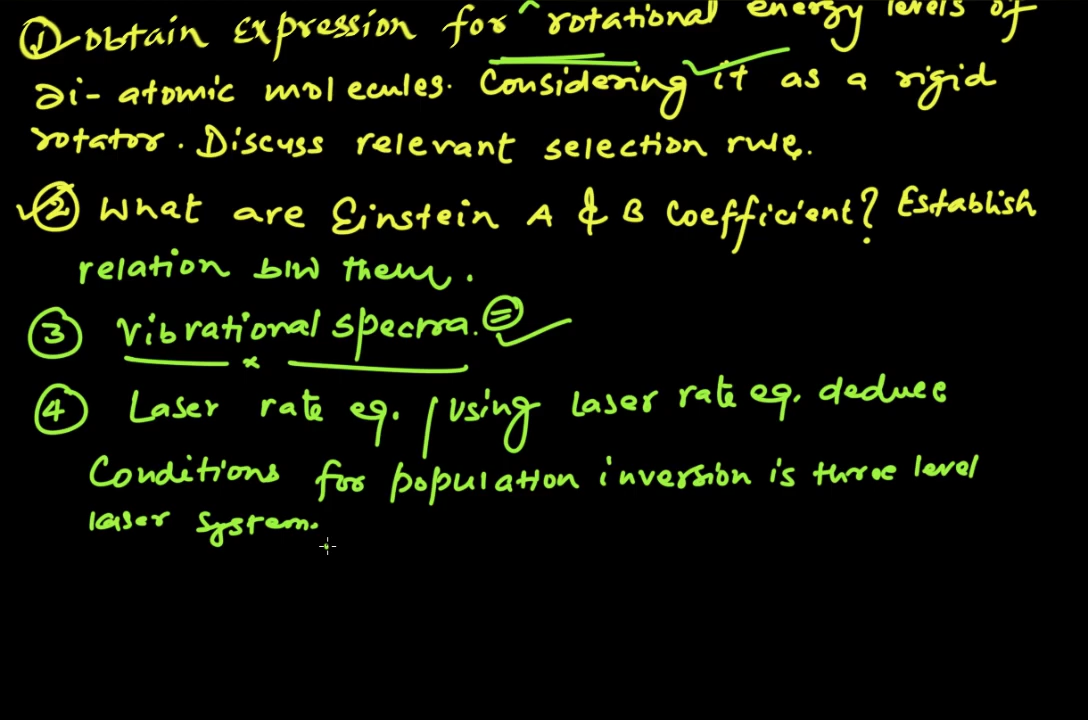 ① obtain expression for rotational energy levels of
di-atomic molecules. Considering it as a rigid
rotator. Discuss relevant selection rule.
② What are Einstein A & B Coefficient? Establish
relation b/w them.
③ Vibrational spectra.
④ Laser rate eq. / using laser rate eq. deduce
Conditions for population inversion is three level
laser system.